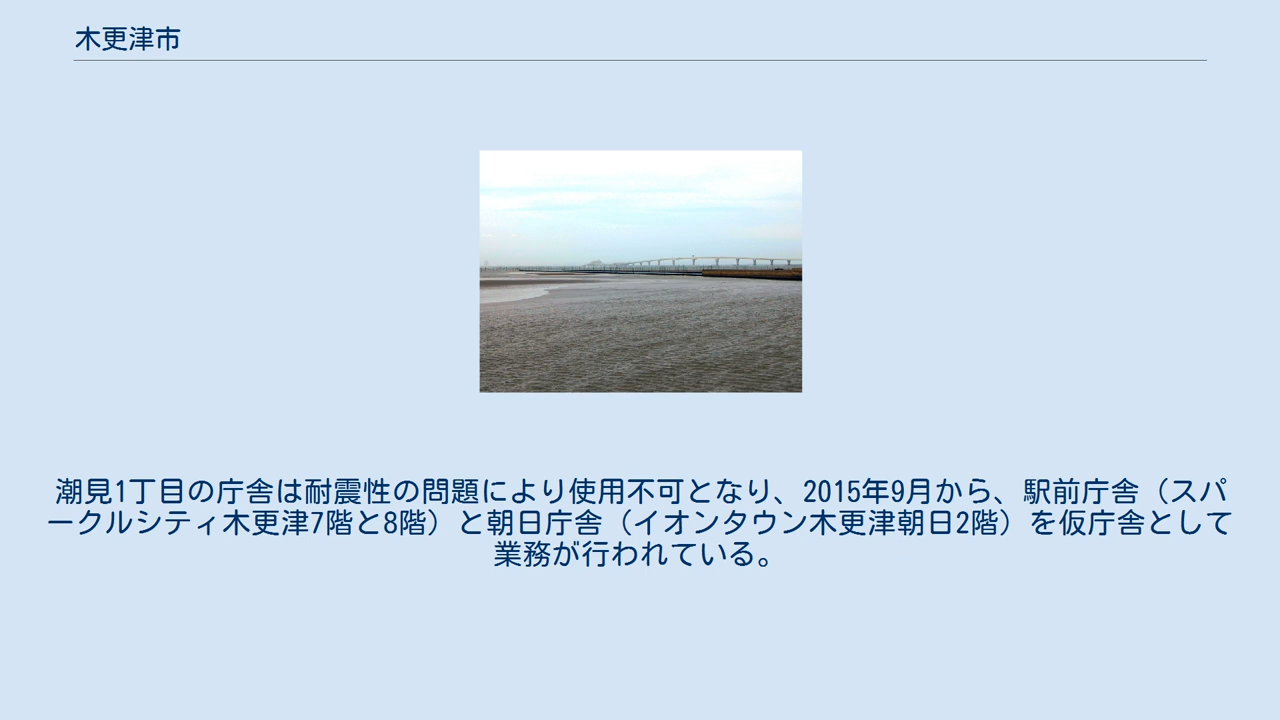 木更津市
潮見1丁目の庁舎は耐震性の問題により使用不可となり、2015年9月から、駅前庁舎（スパ
ークルシティ木更津7階と8階）と朝日庁舎（イオンタウン木更津朝日2階）を仮庁舎として
業務が行われている。